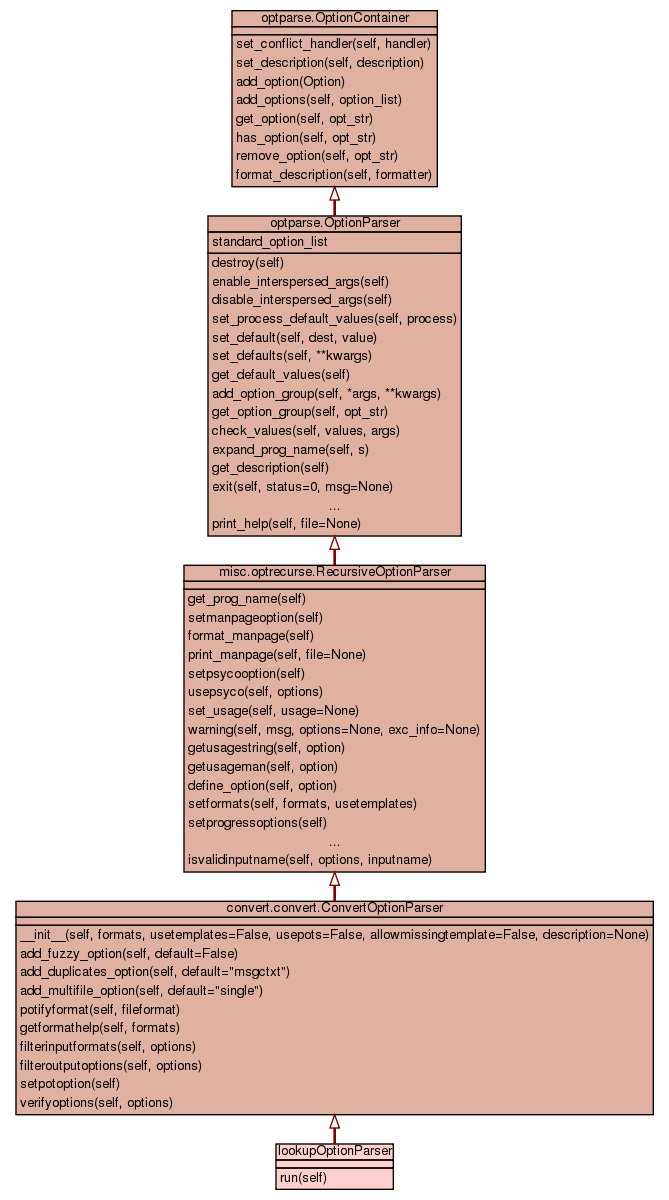 optparse.OptionContainer
set_conflict_handler(self, handler)
set_description(self, description)
add_option(Option)
add_options(self, option_list)
get_option(self, opt_str)
has_option(self, opt_str)
remove_option(self, opt_str)
format_description(self, formatter)
optparse.OptionParser
standard_option_list
destroy(self)
enable_interspersed_args(self)
disable_interspersed_args(self)
set_process_default_values(self, process)
set_default(self, dest, value)
set_defaults(self, **kwargs)
get_default_values(self)
add_option_group(self, *args, **kwargs)
get_option_group(self, opt_str)
check_values(self, values, args)
expand_prog_name(self, s)
get_description(self)
exit(self, status=0, msg=None)
...
print_help(self, file=None)
misc.optrecurse.RecursiveOptionParser
get_prog_name(self)
setmanpageoption(self)
format_manpage(self)
print_manpage(self, file=None)
setpsycooption(self)
usepsyco(self, options)
set_usage(self, usage=None)
warning(self, msg, options=None, exc_info=None)
getusagestring(self, option)
getusageman(self, option)
define_option(self, option)
setformats(self, formats, usetemplates)
setprogressoptions(self)
...
isvalidinputname(self, options, inputname)
convert.convert.ConvertOptionParser
__init__(self, formats, usetemplates=False, usepots=False, allowmissingtemplate=False, description=None)
add_fuzzy_option(self, default=False)
add_duplicates_option(self, default="msgctxt")
add_multifile_option(self, default="single")
potifyformat(self, fileformat)
getformathelp(self, formats)
filterinputformats(self, options)
filteroutputoptions(self, options)
setpotoption(self)
verifyoptions(self, options)
lookupOptionParser
run(self)